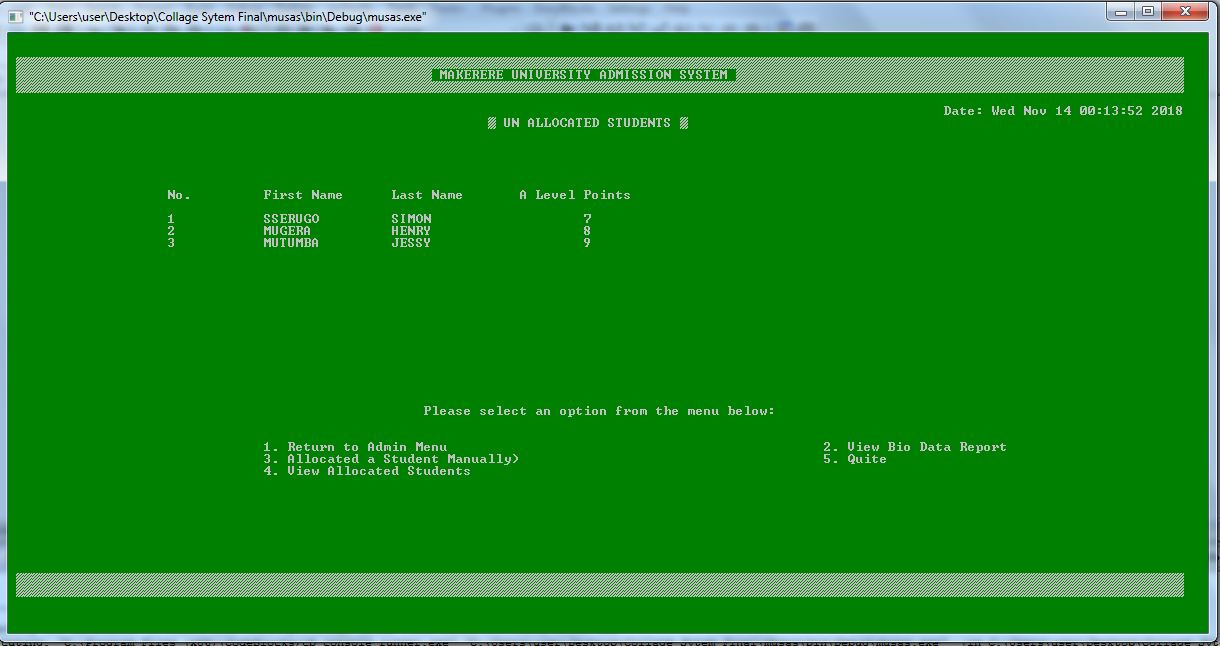 "C:\Users\user\Desktop\Collage Sytem Final\musas\bin\Debug\musas.exe"
MAKERERE UNIVERSITY ADMISSION SYSTEM
Date: Wed Nov 14 00:13:52 2018
UN ALLOCATED STUDENTS
No. First Name Last Name A Level Points
1 SSERUGO SIMON 7
2 MUGERA HENRY 8
3 MUTUMBA JESSY 9
Please select an option from the menu below:
1. Return to Admin Menu 2. View Bio Data Report
3. Allocated a Student Manually) 5. Quite
4. View Allocated Students